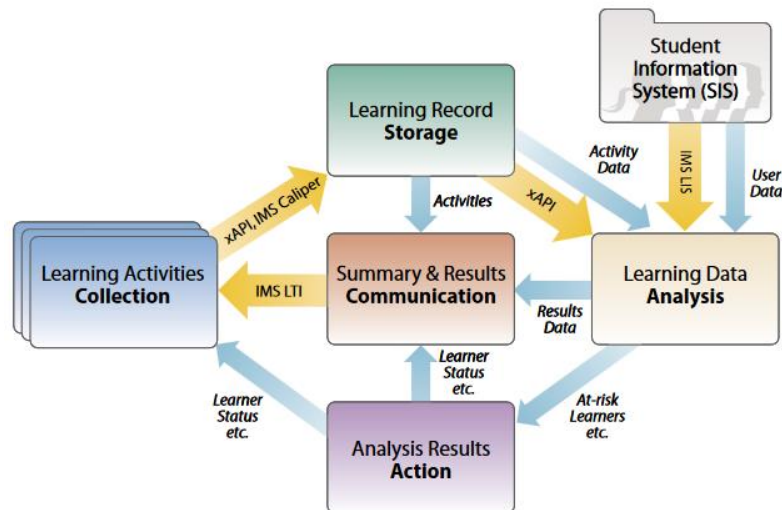 Student
Information
System (SIS)
Learning Record
Storage
IMS LIS
User
Data
Activity
Data
xAPI
xAPI, IMS Caliper
Activities
Learning Activities
Collection
IMS LTI
Summary & Results
Communication
Results
Data
Learning Data
Analysis
Learner
Status
etc.
Learner
Status
etc.
At-risk
Learners
etc.
Analysis Results
Action